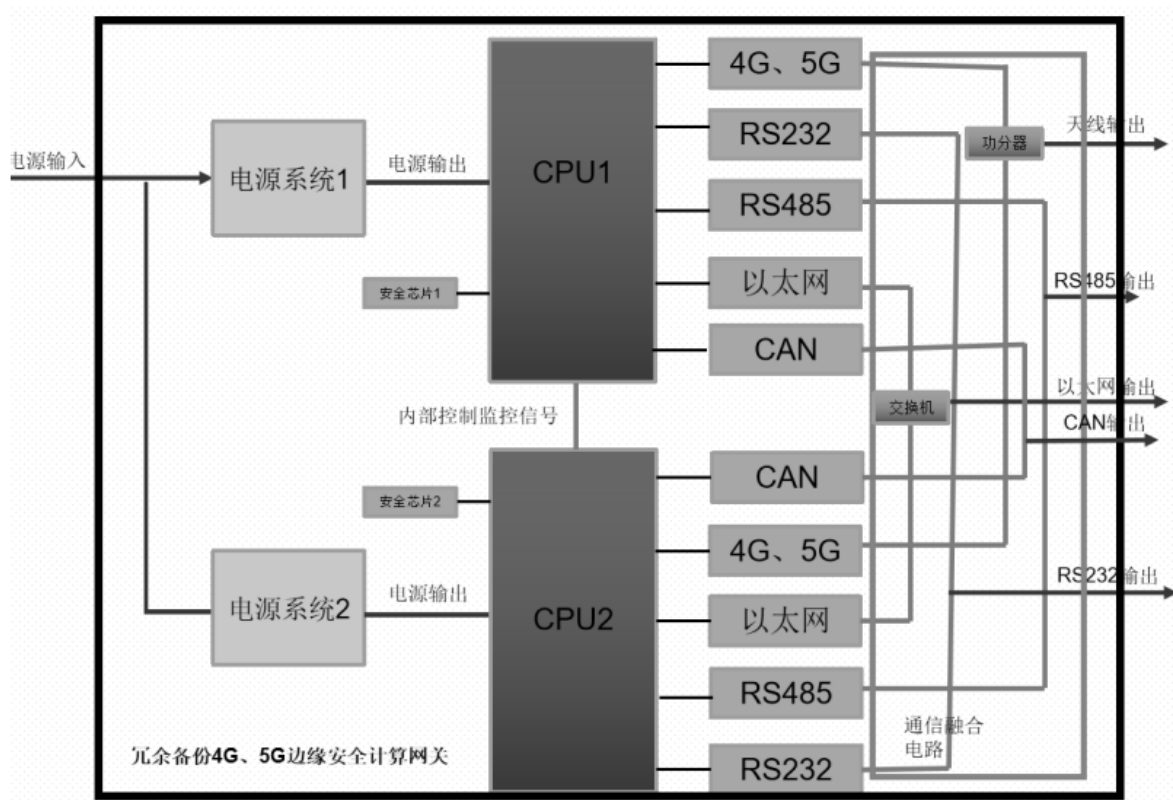 4G、5G
天线输出
RS232
功分器
电源输入
电源系统1
电源输出
CPU1
RS485
以太网
RS485输出
安全芯片1
CAN
以太网输出
交换机
内部控制监控信号
CAN输出
CAN
安全芯片2
4G、5G
RS232输出
电源系统2
电源输出
CPU2
以太网
RS485
通信融合
电路
冗余备份4G、5G边缘安全计算网关
RS232